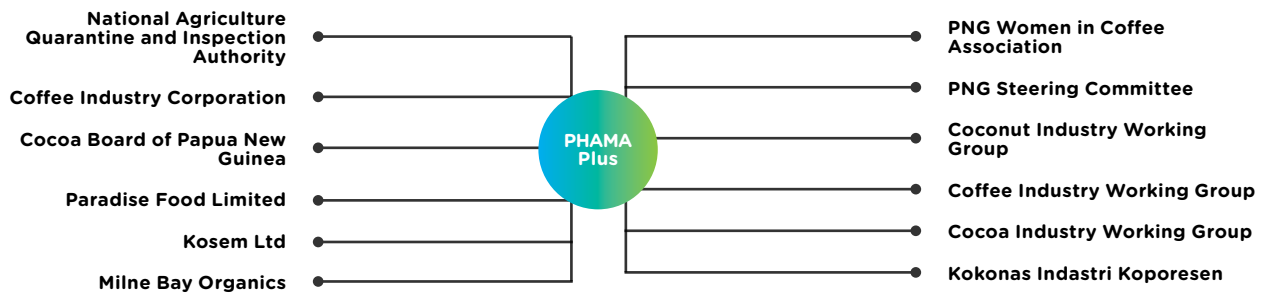 National Agriculture
Quarantine and Inspection
Authority
Coffee Industry Corporation
Cocoa Board of Papua New
Guinea
Paradise Food Limited
Kosem Ltd
Milne Bay Organics
PHAMA
Plus
PNG Women in Coffee
Association
PNG Steering Committee
Coconut Industry Working
Group
Coffee Industry Working Group
Cocoa Industry Working Group
Kokonas Indastri Koporesen